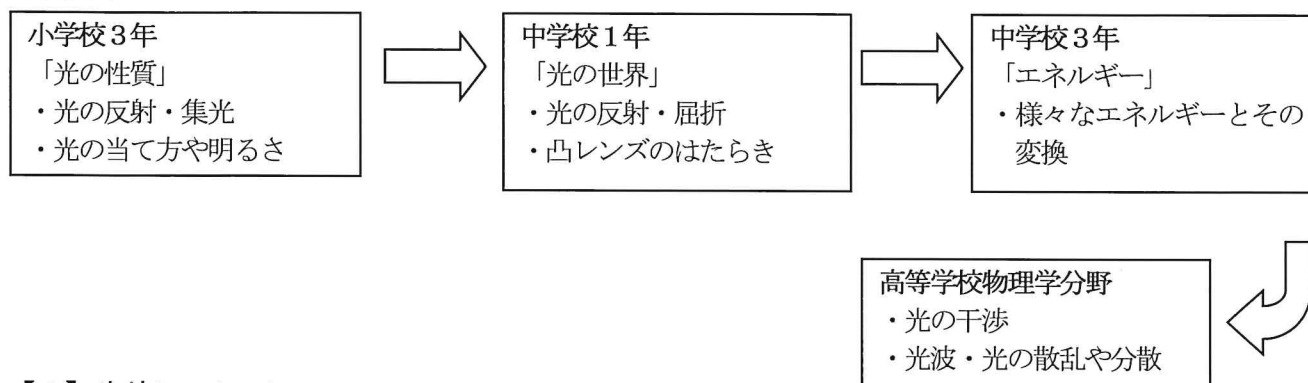 小学校3年
「光の性質」
・光の反射・集光
・光の当て方や明るさ
中学校1年
「光の世界」
・光の反射・屈折
・凸レンズのはたらき
中学校3年
「エネルギー」
・様々なエネルギーとその
変換
高等学校物理学分野
・光の干渉
・光波・光の散乱や分散